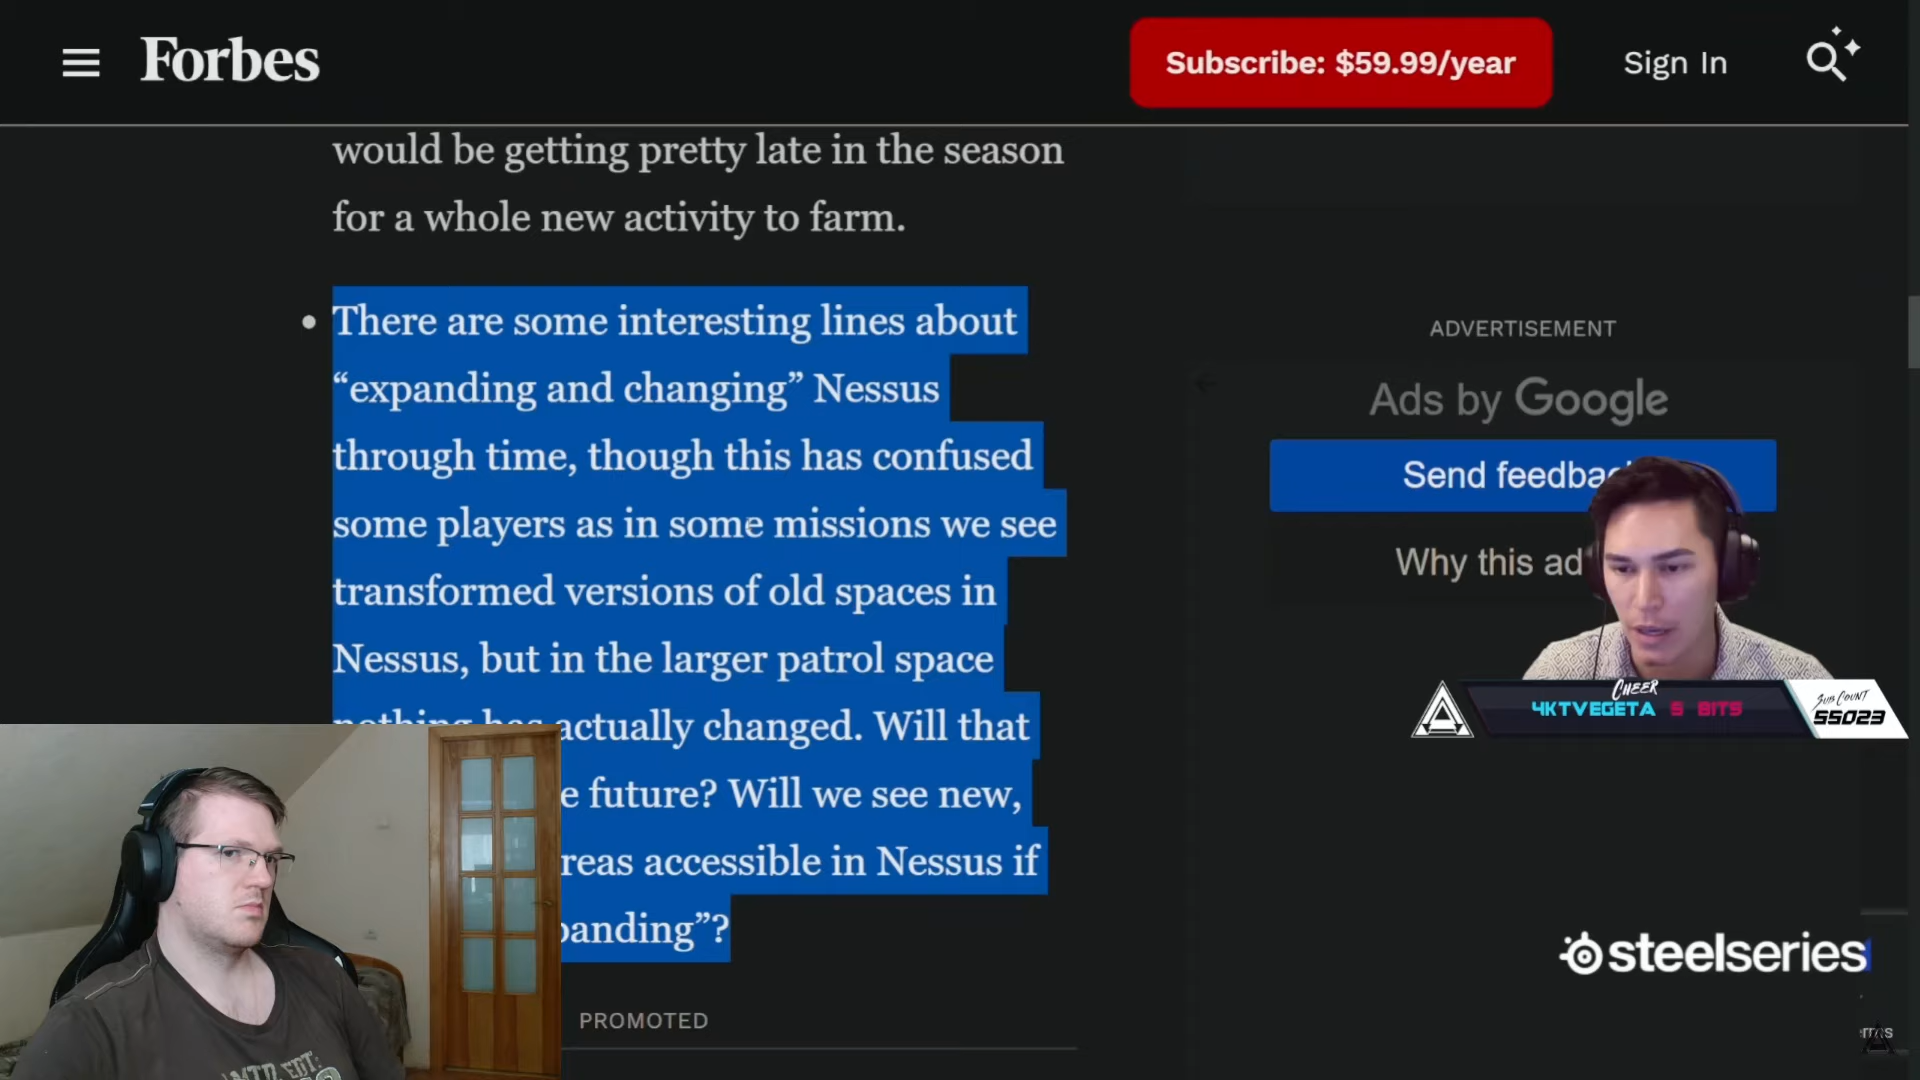 Forbes
Subscribe: $59.99/year
Sign In
would be getting pretty late in the season
for a whole new activity to farm.
• There are some interesting lines about
“expanding and changing” Nessus
through time, though this has confused
some players as in some missions we see
transformed versions of old spaces in
Nessus, but in the larger patrol space
nothing has actually changed. Will that
e future? Will we see new,
reas accessible in Nessus if
panding”?
PROMOTED
ADVERTISEMENT
Ads by Google
Send feedbac
Why this ad
CHEER
4KTVEGETA 5 BITS
SUB COUNT
55023
steelseries